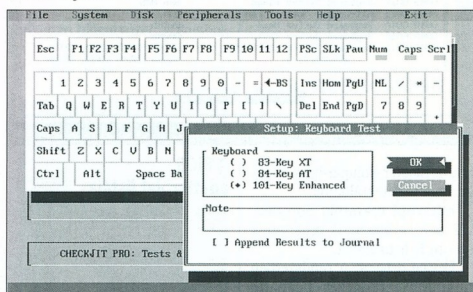 File System Disk Peripherals Tools Help Exit
Esc F1 F2 F3 F4 F5 F6 F7 F8 F9 10 11 12 PSc SLk Pau Num Caps Scrl
` 1 2 3 4 5 6 7 8 9 0 - = ◄-BS Ins Hom PgU NL / * -
Tab Q W E R T Y U I O P [ ] \ Del End PgD 7 8 9 +
Caps A S D F G H J
Shift Z X C V B N
Ctrl Alt Space Ba
Setup: Keyboard Test
Keyboard
( ) 83-Key XT
( ) 84-Key AT
(•) 101-Key Enhanced
OK
Cancel
Note
[ ] Append Results to Journal
CHECK√IT PRO: Tests &